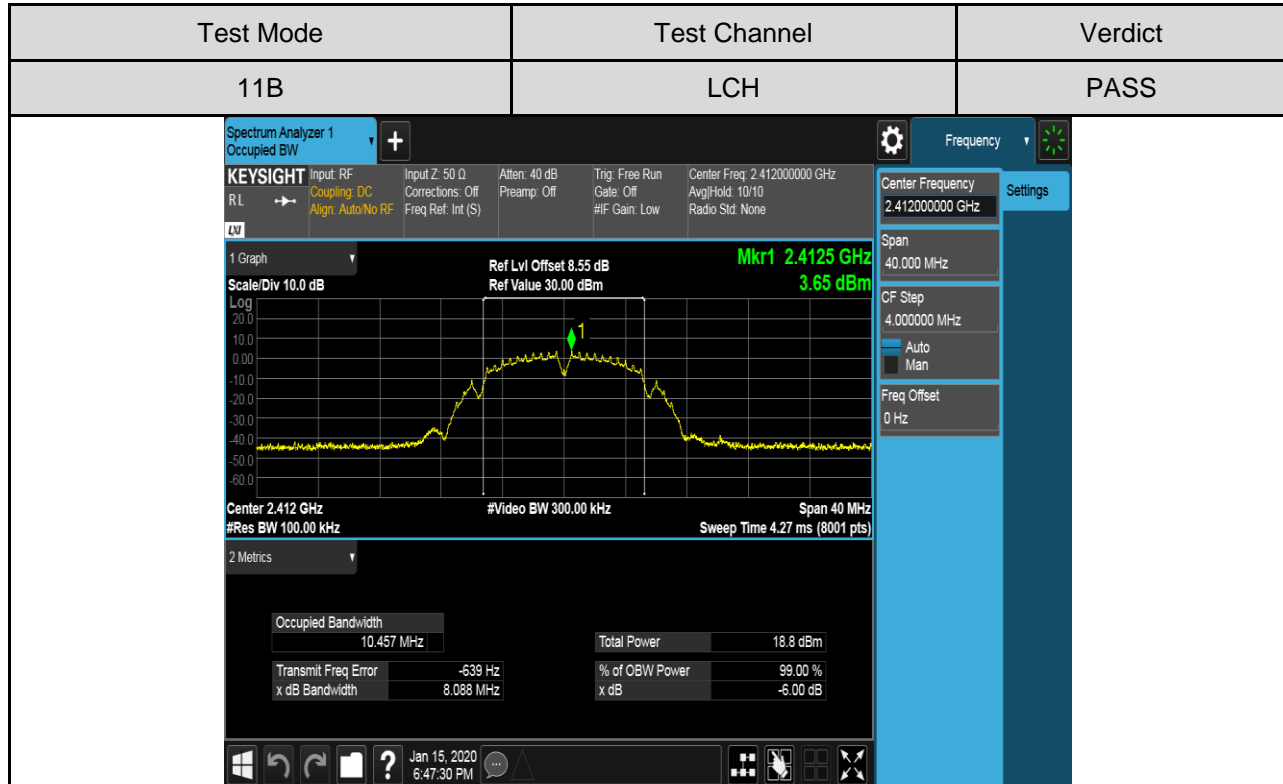 Test Mode Test Channel Verdict
11B LCH PASS
Spectrum Analyzer 1
Occupied BW
+
Frequency
KEYSIGHT Input: RF Input Z: 50 Ω Atten: 40 dB Trig: Free Run Center Freq: 2.412000000 GHz
RL Coupling: DC Corrections: Off Preamp: Off Gate: Off Avg|Hold: 10/10
Align: Auto/No RF Freq Ref: Int (S) #IF Gain: Low Radio Std: None
LXI
Center Frequency
2.412000000 GHz
Settings
Span
40.000 MHz
CF Step
4.000000 MHz
Auto
Man
Freq Offset
0 Hz
1 Graph Ref Lvl Offset 8.55 dB Mkr1 2.4125 GHz
Scale/Div 10.0 dB Ref Value 30.00 dBm 3.65 dBm
Log
20.0
10.0
0.00
-10.0
-20.0
-30.0
-40.0
-50.0
-60.0
1
Center 2.412 GHz #Video BW 300.00 kHz Span 40 MHz
#Res BW 100.00 kHz Sweep Time 4.27 ms (8001 pts)
2 Metrics
Occupied Bandwidth
10.457 MHz Total Power 18.8 dBm
Transmit Freq Error -639 Hz % of OBW Power 99.00 %
x dB Bandwidth 8.088 MHz x dB -6.00 dB
? Jan 15, 2020
6:47:30 PM